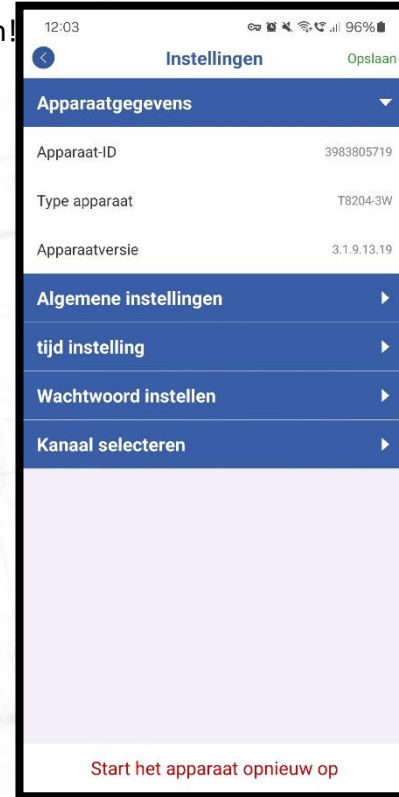 n!
12:03 96%
Instellingen Opslaan
Apparaatgegevens
Apparaat-ID 3983805719
Type apparaat T8204-3W
Apparaatversie 3.1.9.13.19
Algemene instellingen
tijd instelling
Wachtwoord instellen
Kanaal selecteren
Start het apparaat opnieuw op